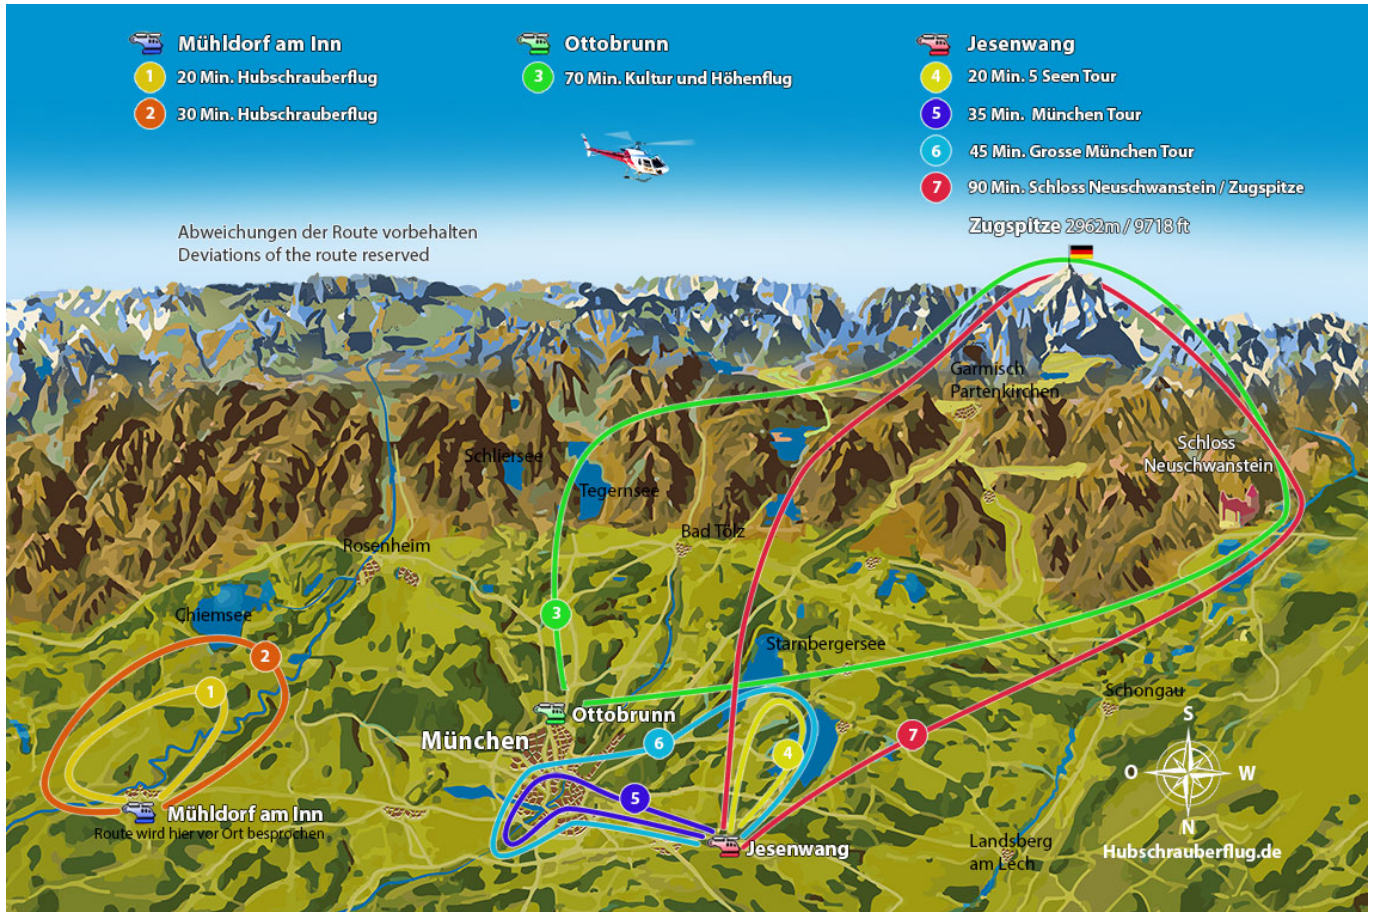 Mühldorf am Inn
1 20 Min. Hubschrauberflug
2 30 Min. Hubschrauberflug
Ottobrunn
3 70 Min. Kultur und Höhenflug
Jesenwang
4 20 Min. 5 Seen Tour
5 35 Min. München Tour
6 45 Min. Grosse München Tour
7 90 Min. Schloss Neuschwanstein / Zugspitze
Zugspitze 2962m / 9718 ft
Abweichungen der Route vorbehalten
Deviations of the route reserved
Garmisch
Partenkirchen
Schloss
Neuschwanstein
Schliersee
Tegernsee
Bad Tölz
Rosenheim
Chiemsee
3
Starnbergersee
2
1
Schongau
Ottobrunn
München
6
7
4
S
O W
N
5
Mühldorf am Inn
Route wird hier vor Ort besprochen
Jesenwang
Landsberg
am Lech
Hubschrauberflug.de